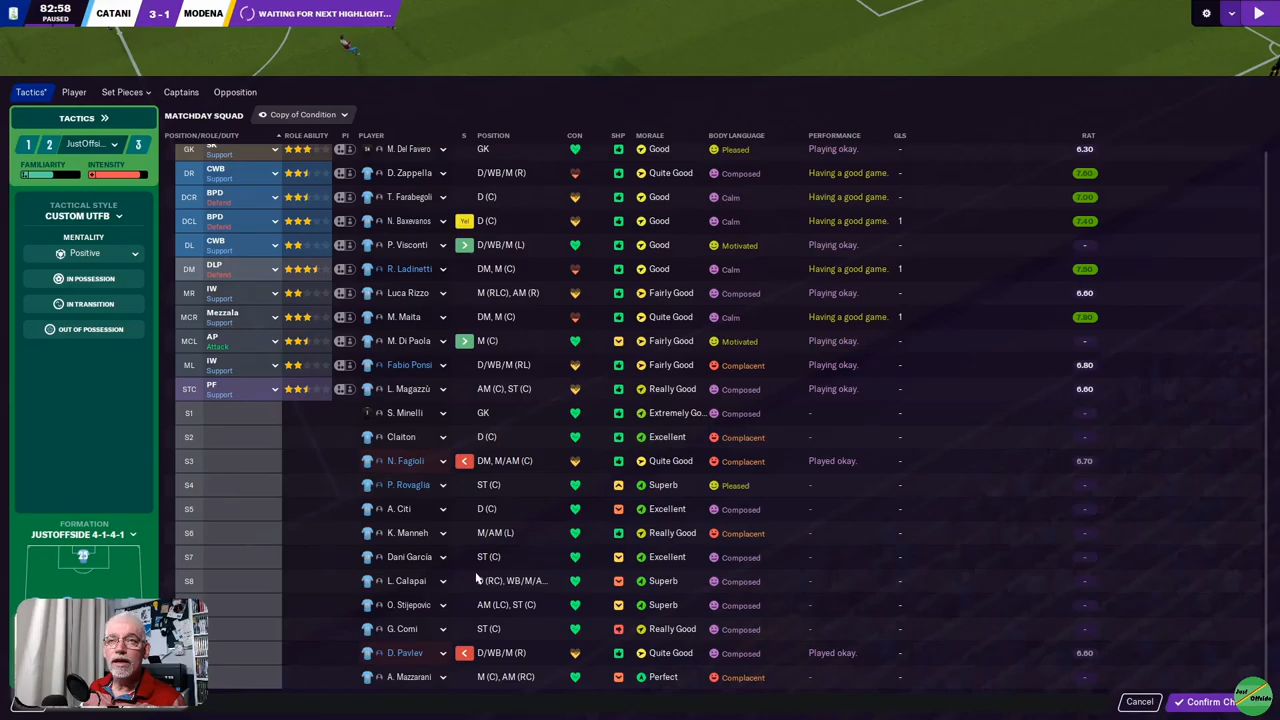 82:58
PAUSED
CATANI 3 - 1 MODENA WAITING FOR NEXT HIGHLIGHT...
Tactics* Player Set Pieces Captains Opposition
TACTICS
1 2 JustOffsi... 3
FAMILIARITY INTENSITY
TACTICAL STYLE
CUSTOM UTFB
MENTALITY
Positive
IN POSSESSION
IN TRANSITION
OUT OF POSSESSION
FORMATION
JUSTOFFSIDE 4-1-4-1
MATCHDAY SQUAD Copy of Condition
POSITION/ROLE/DUTY ROLE ABILITY PI PLAYER S POSITION CON SHP MORALE BODY LANGUAGE PERFORMANCE GLS RAT
GK SK Support M. Del Favero GK Good Pleased Playing okay. - 6.30
DR CWB Support D. Zappella D/WB/M (R) Quite Good Composed Having a good game. -
DCR BPD Defend T. Farabegoli D (C) Good Calm Having a good game. - 7.00
DCL BPD Defend N. Baxevanos Yel D (C) Good Calm Having a good game. 1 7.40
DL CWB Support P. Visconti D/WB/M (L) Good Motivated Playing okay. - -
DM DLP Defend R. Ladinetti DM, M (C) Good Calm Having a good game. 1
MR IW Support Luca Rizzo M (RLC), AM (R) Fairly Good Composed Playing okay. - 6.60
MCR Mezzala Support M. Maita DM, M (C) Quite Good Calm Having a good game. 1
MCL AP Attack M. Di Paola M (C) Fairly Good Motivated Playing okay. - -
ML IW Support Fabio Ponsi D/WB/M (RL) Fairly Good Complacent Playing okay. - 6.80
STC PF Support L. Magazzù AM (C), ST (C) Really Good Composed Playing okay. - 6.60
S1 S. Minelli GK Extremely Go... Composed - - -
S2 Claiton D (C) Excellent Complacent - - -
S3 N. Fagioli DM, M/AM (C) Quite Good Complacent Played okay. - 6.70
S4 P. Rovaglia ST (C) Superb Pleased - - -
S5 A. Citi D (C) Excellent Composed - - -
S6 K. Manneh M/AM (L) Really Good Complacent - - -
S7 Dani García ST (C) Excellent Composed - - -
S8 L. Calapai (RC), WB/M/A... Superb Composed - - -
O. Stijepovic AM (LC), ST (C) Superb Composed - - -
G. Comi ST (C) Really Good Composed - - -
D. Pavlev D/WB/M (R) Quite Good Composed Played okay. - 6.60
A. Mazzarani M (C), AM (RC) Perfect Complacent - - -
Cancel Confirm Ch
Just Offside